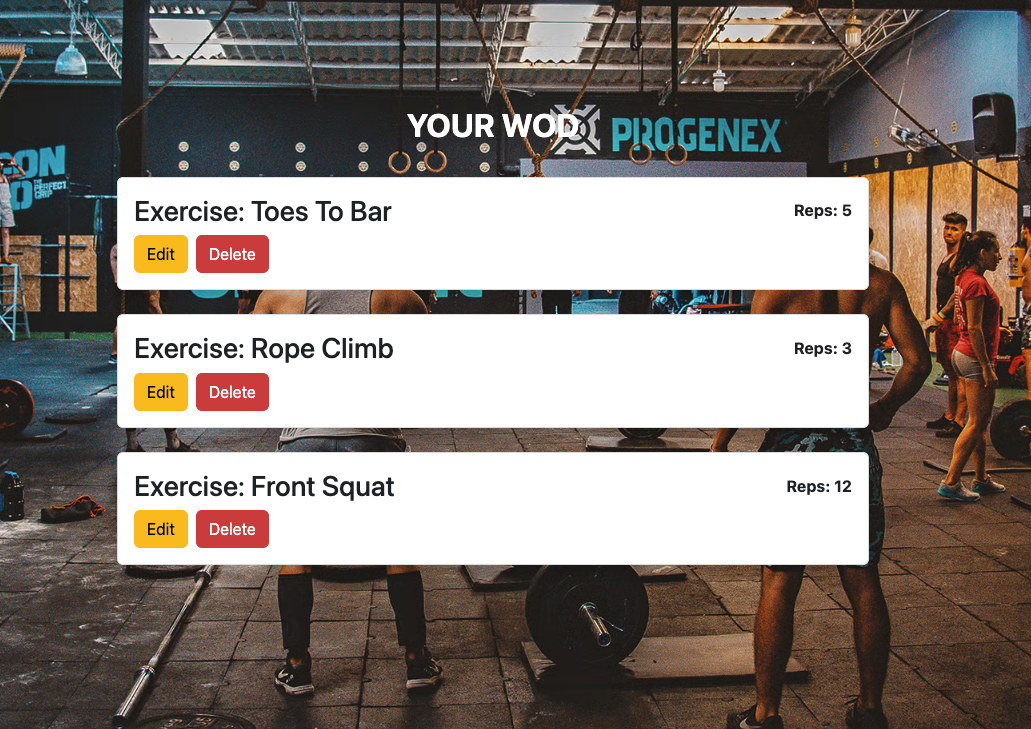 YOUR WOD
PROGENEX
Exercise: Toes To Bar
Reps: 5
Edit
Delete
Exercise: Rope Climb
Reps: 3
Edit
Delete
Exercise: Front Squat
Reps: 12
Edit
Delete